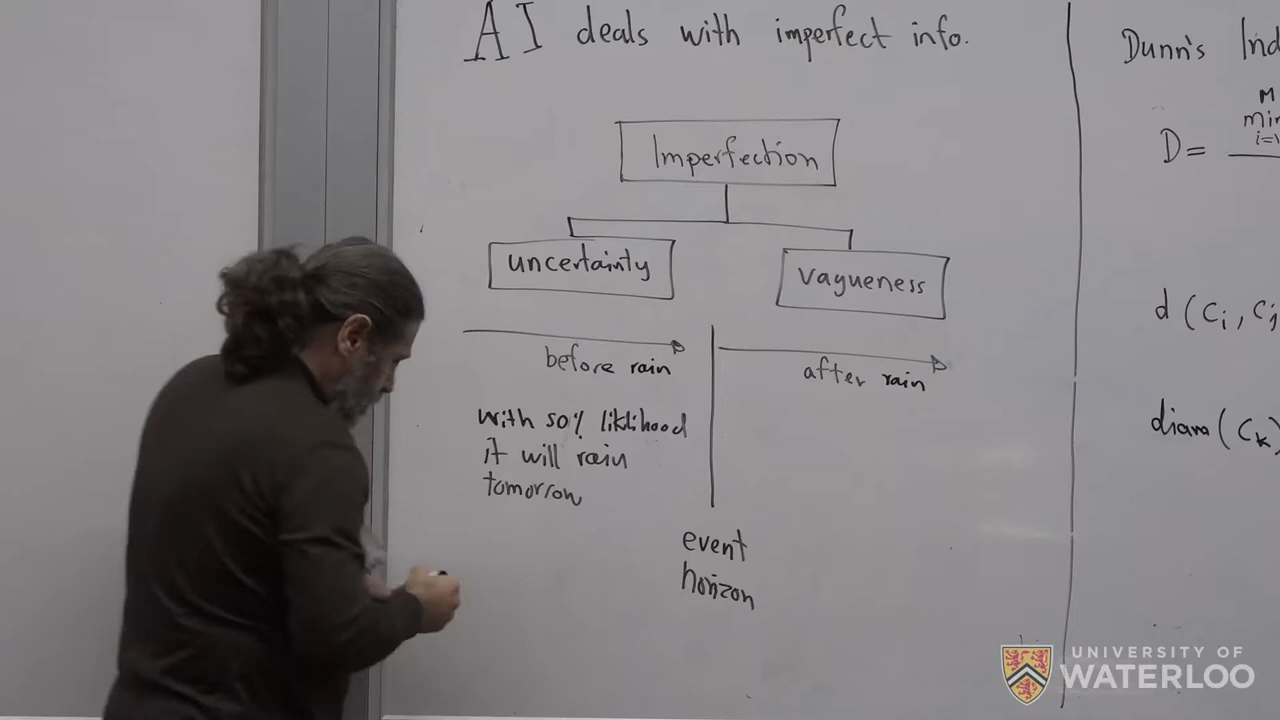 AI deals with imperfect info.
Imperfection
uncertainty
vagueness
before rain
after rain
with 50% liklihood
it will rain
tomorrow
event
horizon
Dunn's
D=
M
min
i=1
d(Ci, Cj
diam(Ck)
UNIVERSITY OF
WATERLOO